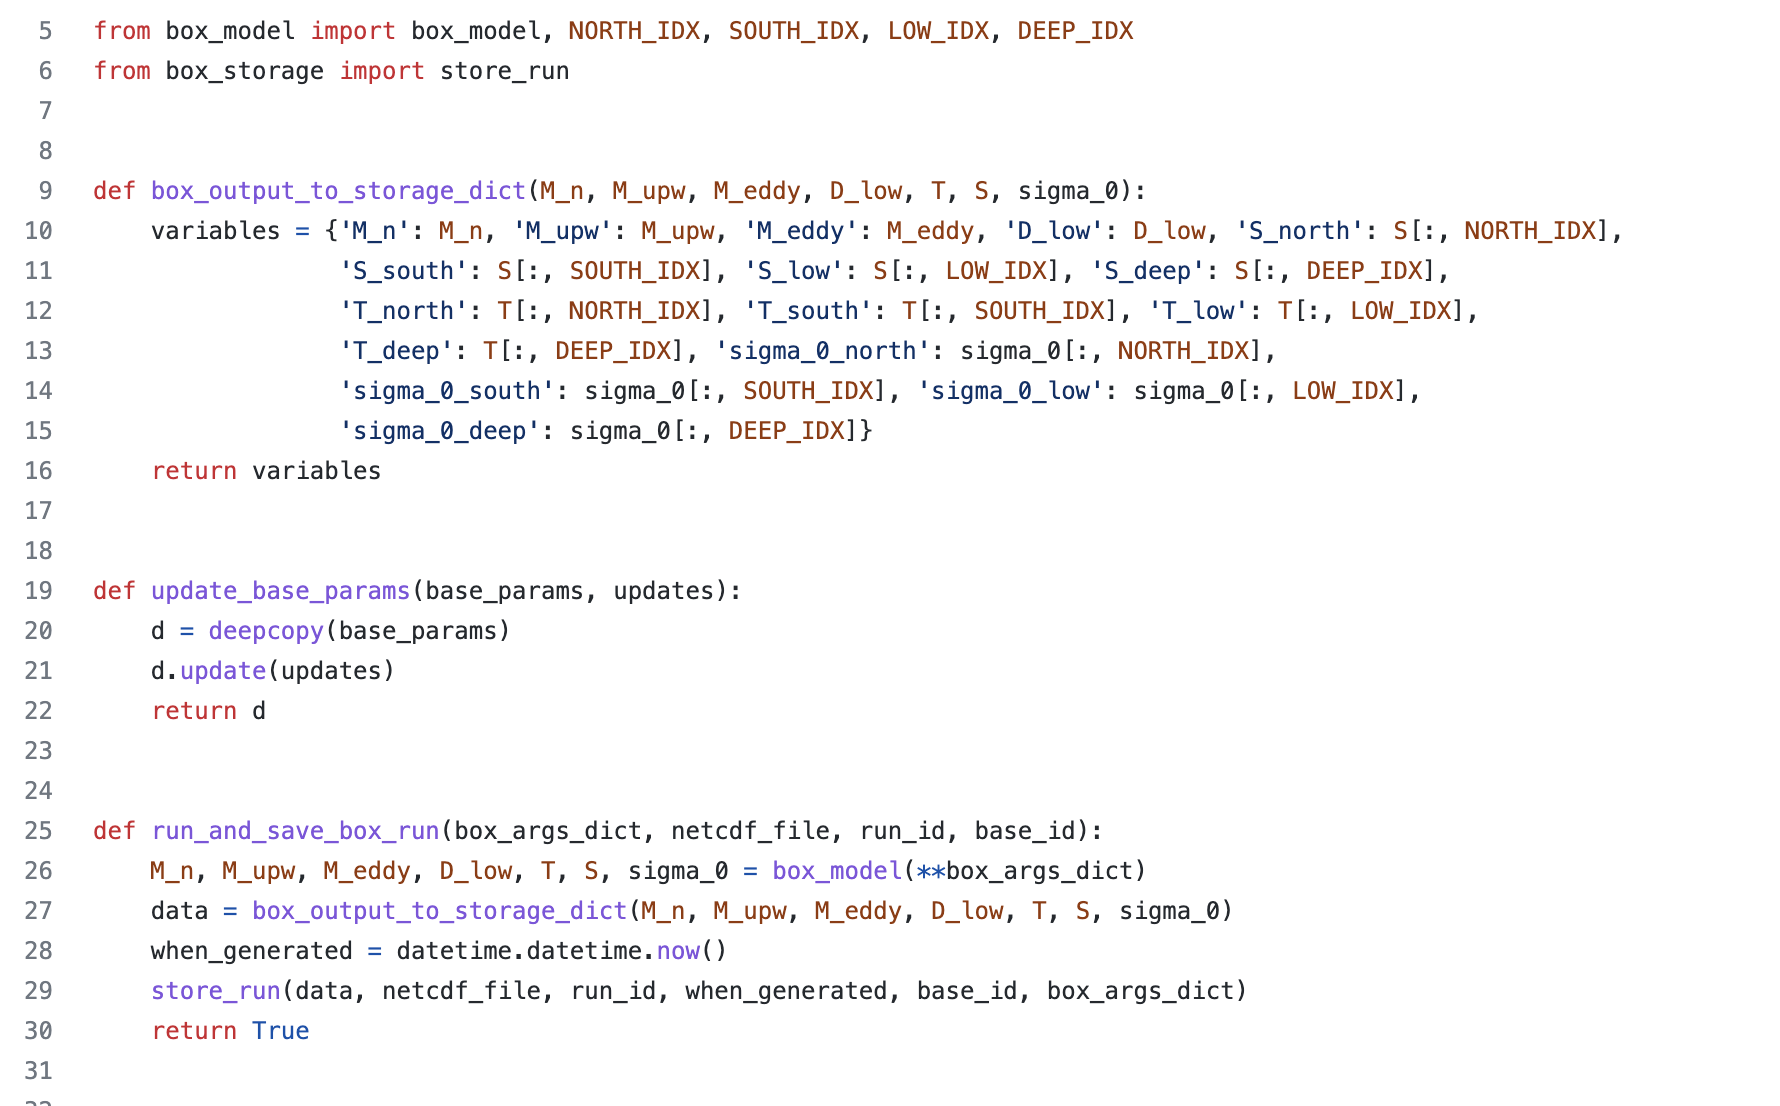 5 from box_model import box_model, NORTH_IDX, SOUTH_IDX, LOW_IDX, DEEP_IDX
6 from box_storage import store_run
7
8
9 def box_output_to_storage_dict(M_n, M_upw, M_eddy, D_low, T, S, sigma_0):
10     variables = {'M_n': M_n, 'M_upw': M_upw, 'M_eddy': M_eddy, 'D_low': D_low, 'S_north': S[:, NORTH_IDX],
11                  'S_south': S[:, SOUTH_IDX], 'S_low': S[:, LOW_IDX], 'S_deep': S[:, DEEP_IDX],
12                  'T_north': T[:, NORTH_IDX], 'T_south': T[:, SOUTH_IDX], 'T_low': T[:, LOW_IDX],
13                  'T_deep': T[:, DEEP_IDX], 'sigma_0_north': sigma_0[:, NORTH_IDX],
14                  'sigma_0_south': sigma_0[:, SOUTH_IDX], 'sigma_0_low': sigma_0[:, LOW_IDX],
15                  'sigma_0_deep': sigma_0[:, DEEP_IDX]}
16     return variables
17
18
19 def update_base_params(base_params, updates):
20     d = deepcopy(base_params)
21     d.update(updates)
22     return d
23
24
25 def run_and_save_box_run(box_args_dict, netcdf_file, run_id, base_id):
26     M_n, M_upw, M_eddy, D_low, T, S, sigma_0 = box_model(**box_args_dict)
27     data = box_output_to_storage_dict(M_n, M_upw, M_eddy, D_low, T, S, sigma_0)
28     when_generated = datetime.datetime.now()
29     store_run(data, netcdf_file, run_id, when_generated, base_id, box_args_dict)
30     return True
31